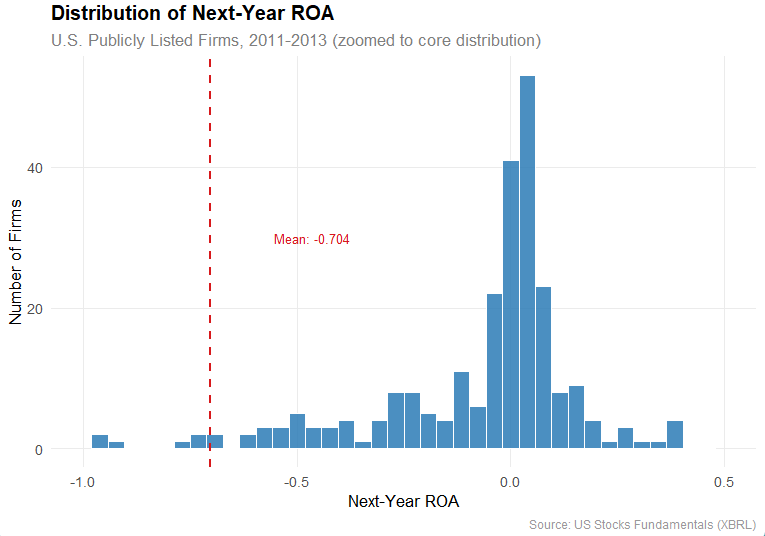 Distribution of Next-Year ROA
U.S. Publicly Listed Firms, 2011-2013 (zoomed to core distribution)
Number of Firms
40
20
0
Mean: -0.704
-1.0
-0.5
0.0
0.5
Next-Year ROA
Source: US Stocks Fundamentals (XBRL)